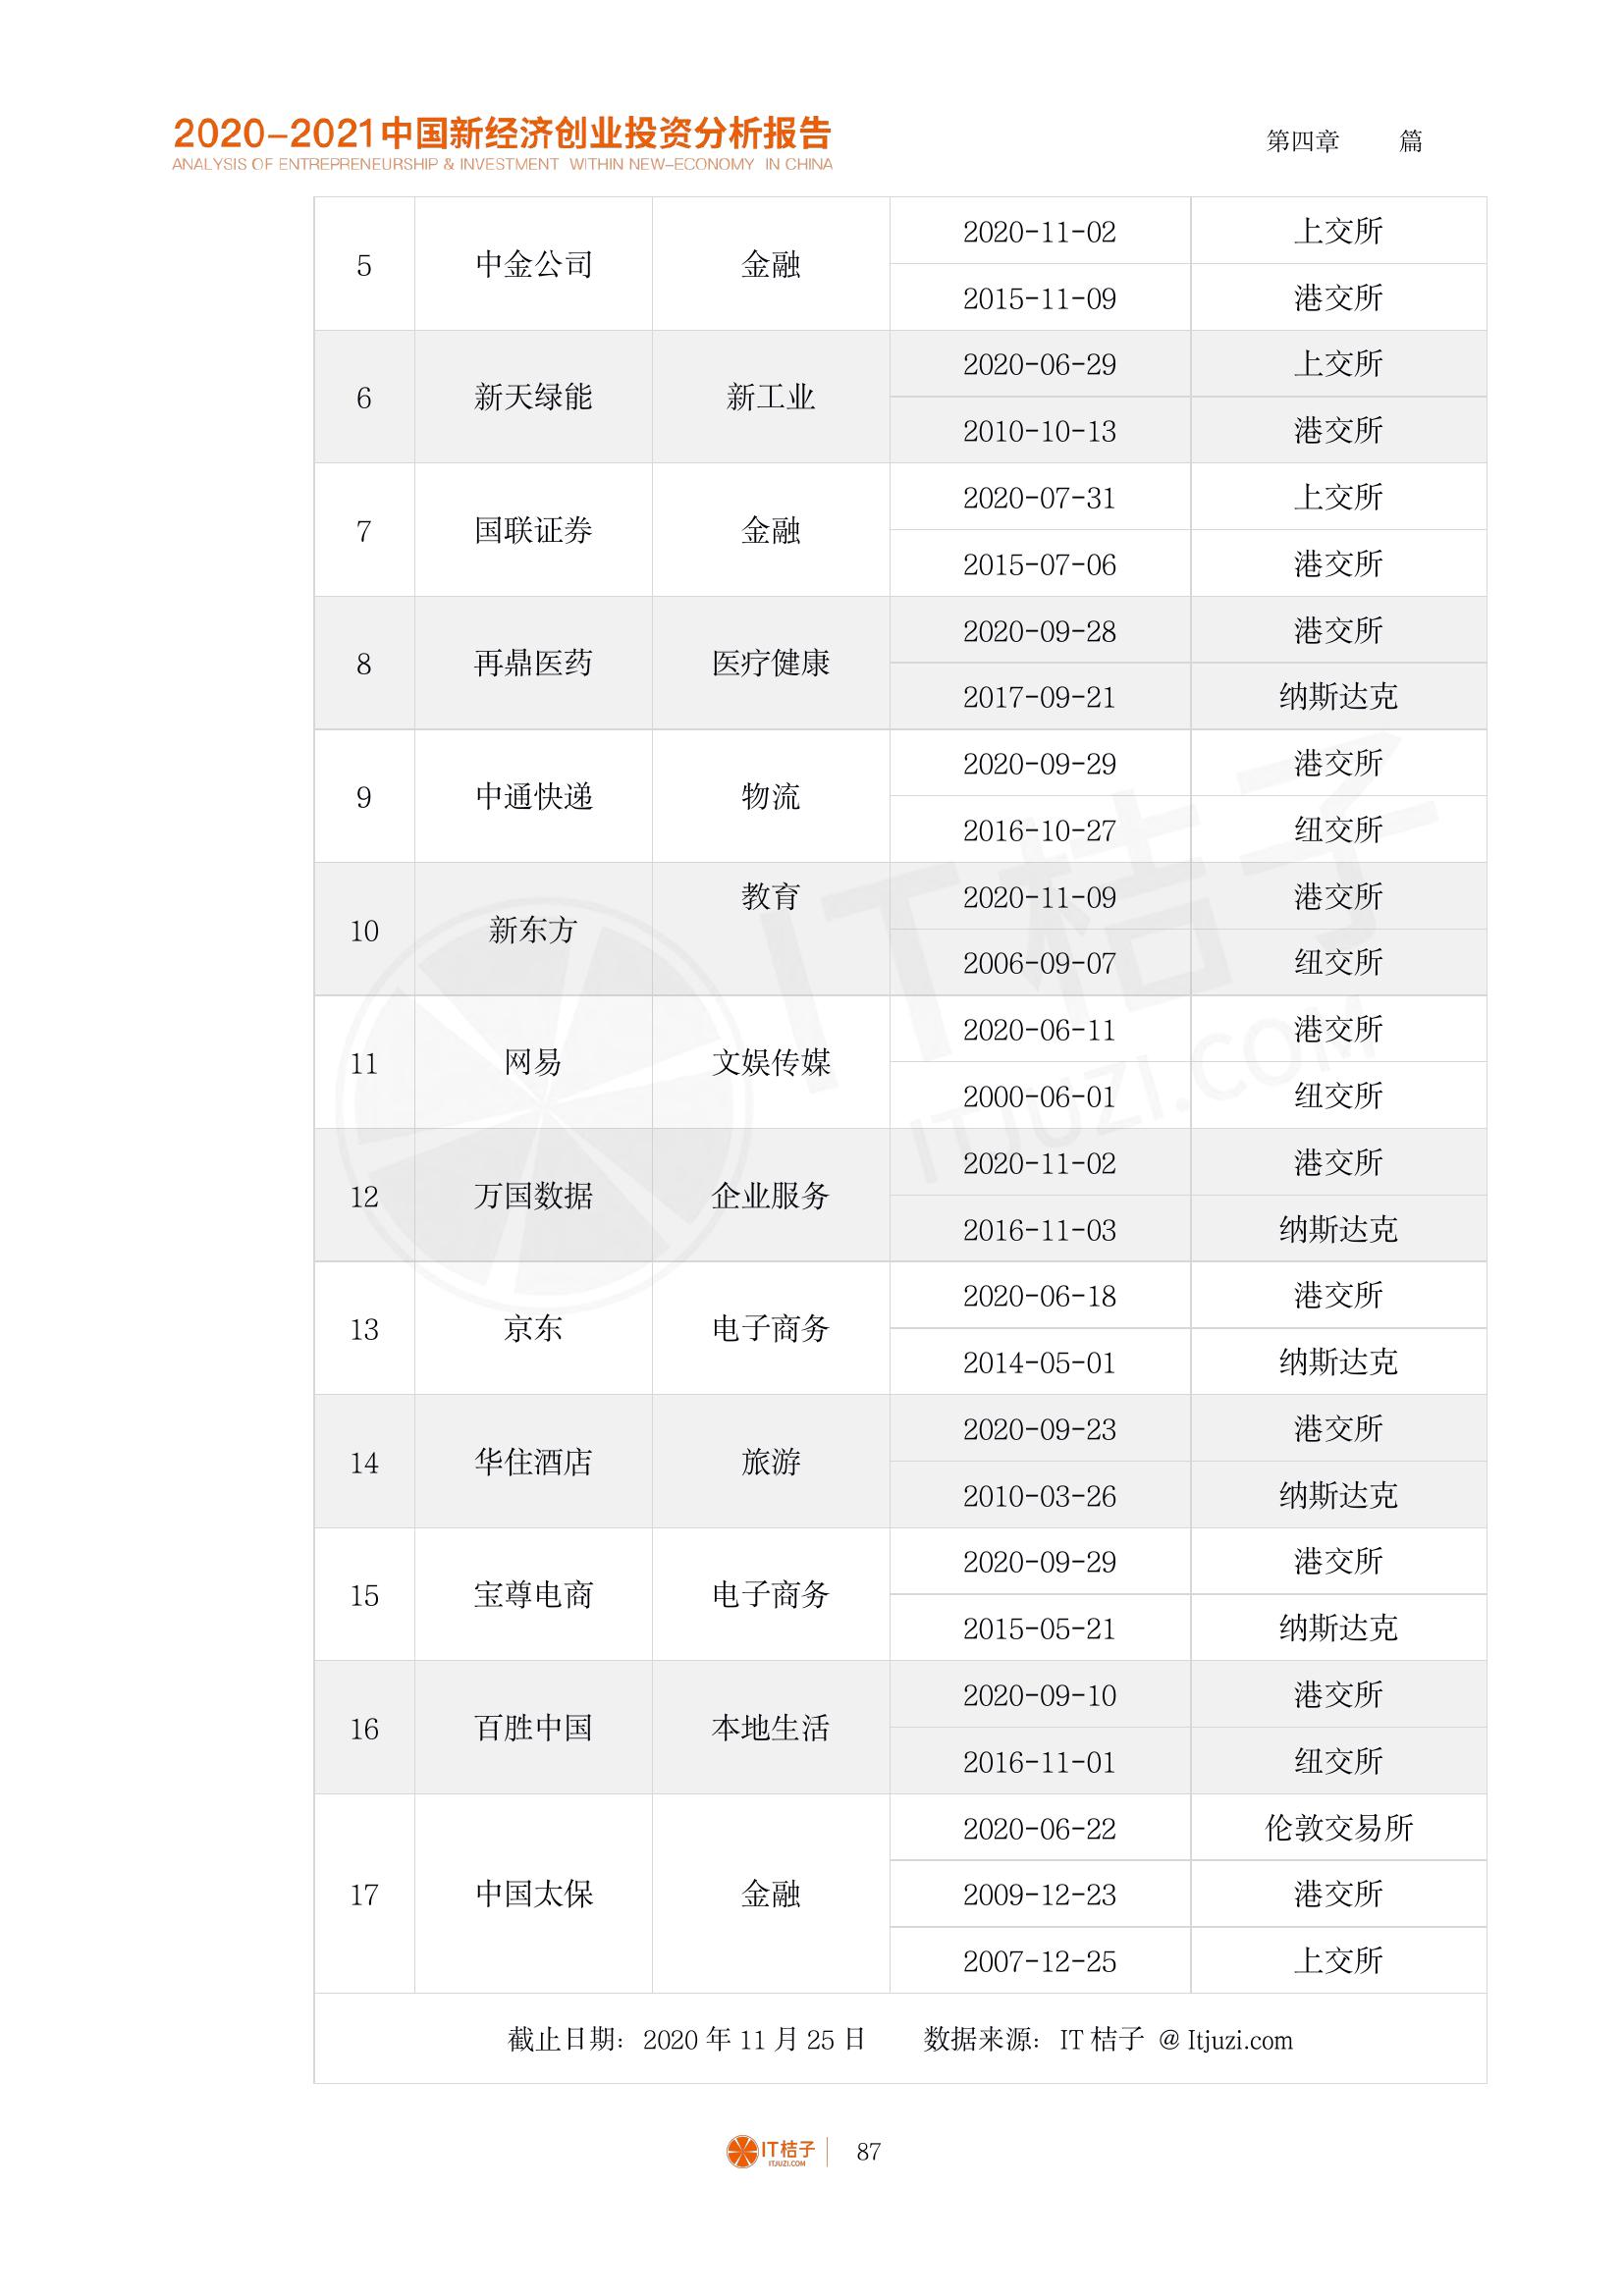 2020-2021中国新经济创业投资分析报告
ANALYSIS OF ENTREPRENEURSHIP & INVESTMENT WITHIN NEW-ECONOMY IN CHINA
第四章 篇
5 中金公司 金融 2020-11-02 上交所
2015-11-09 港交所
6 新天绿能 新工业 2020-06-29 上交所
2010-10-13 港交所
7 国联证券 金融 2020-07-31 上交所
2015-07-06 港交所
8 再鼎医药 医疗健康 2020-09-28 港交所
2017-09-21 纳斯达克
9 中通快递 物流 2020-09-29 港交所
2016-10-27 纽交所
10 新东方 教育 2020-11-09 港交所
2006-09-07 纽交所
11 网易 文娱传媒 2020-06-11 港交所
2000-06-01 纽交所
12 万国数据 企业服务 2020-11-02 港交所
2016-11-03 纳斯达克
13 京东 电子商务 2020-06-18 港交所
2014-05-01 纳斯达克
14 华住酒店 旅游 2020-09-23 港交所
2010-03-26 纳斯达克
15 宝尊电商 电子商务 2020-09-29 港交所
2015-05-21 纳斯达克
16 百胜中国 本地生活 2020-09-10 港交所
2016-11-01 纽交所
17 中国太保 金融 2020-06-22 伦敦交易所
2009-12-23 港交所
2007-12-25 上交所
截止日期：2020 年 11 月 25 日 数据来源：IT 桔子 @ Itjuzi.com
IT桔子
ITJUZI.COM
IT桔子
ITJUZI.COM
87